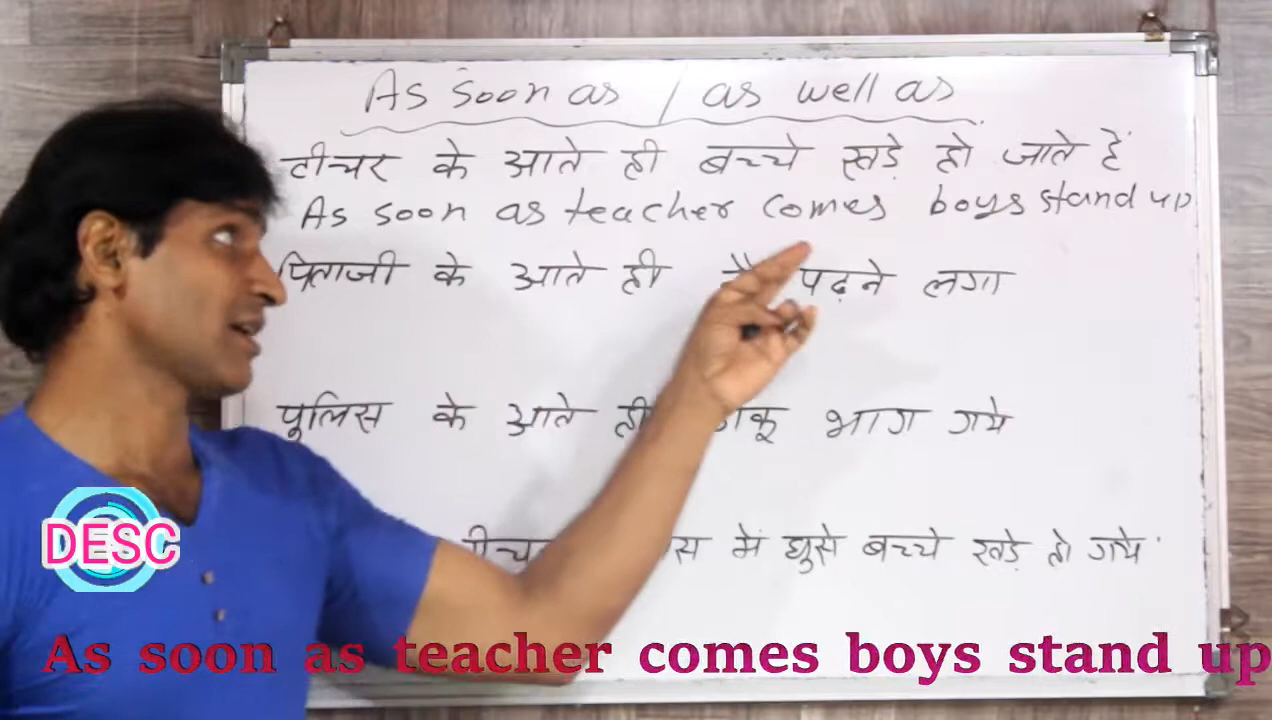 As soon as / as well as
टीचर के आते ही बच्चे खड़े हो जाते हैं
As soon as teacher comes boys stand up
पिताजी के आते ही पढ़ने लगा
पुलिस के आते ही भाग गये
में घुसे बच्चे खड़े हो गये
DESC
As soon as teacher comes boys stand up